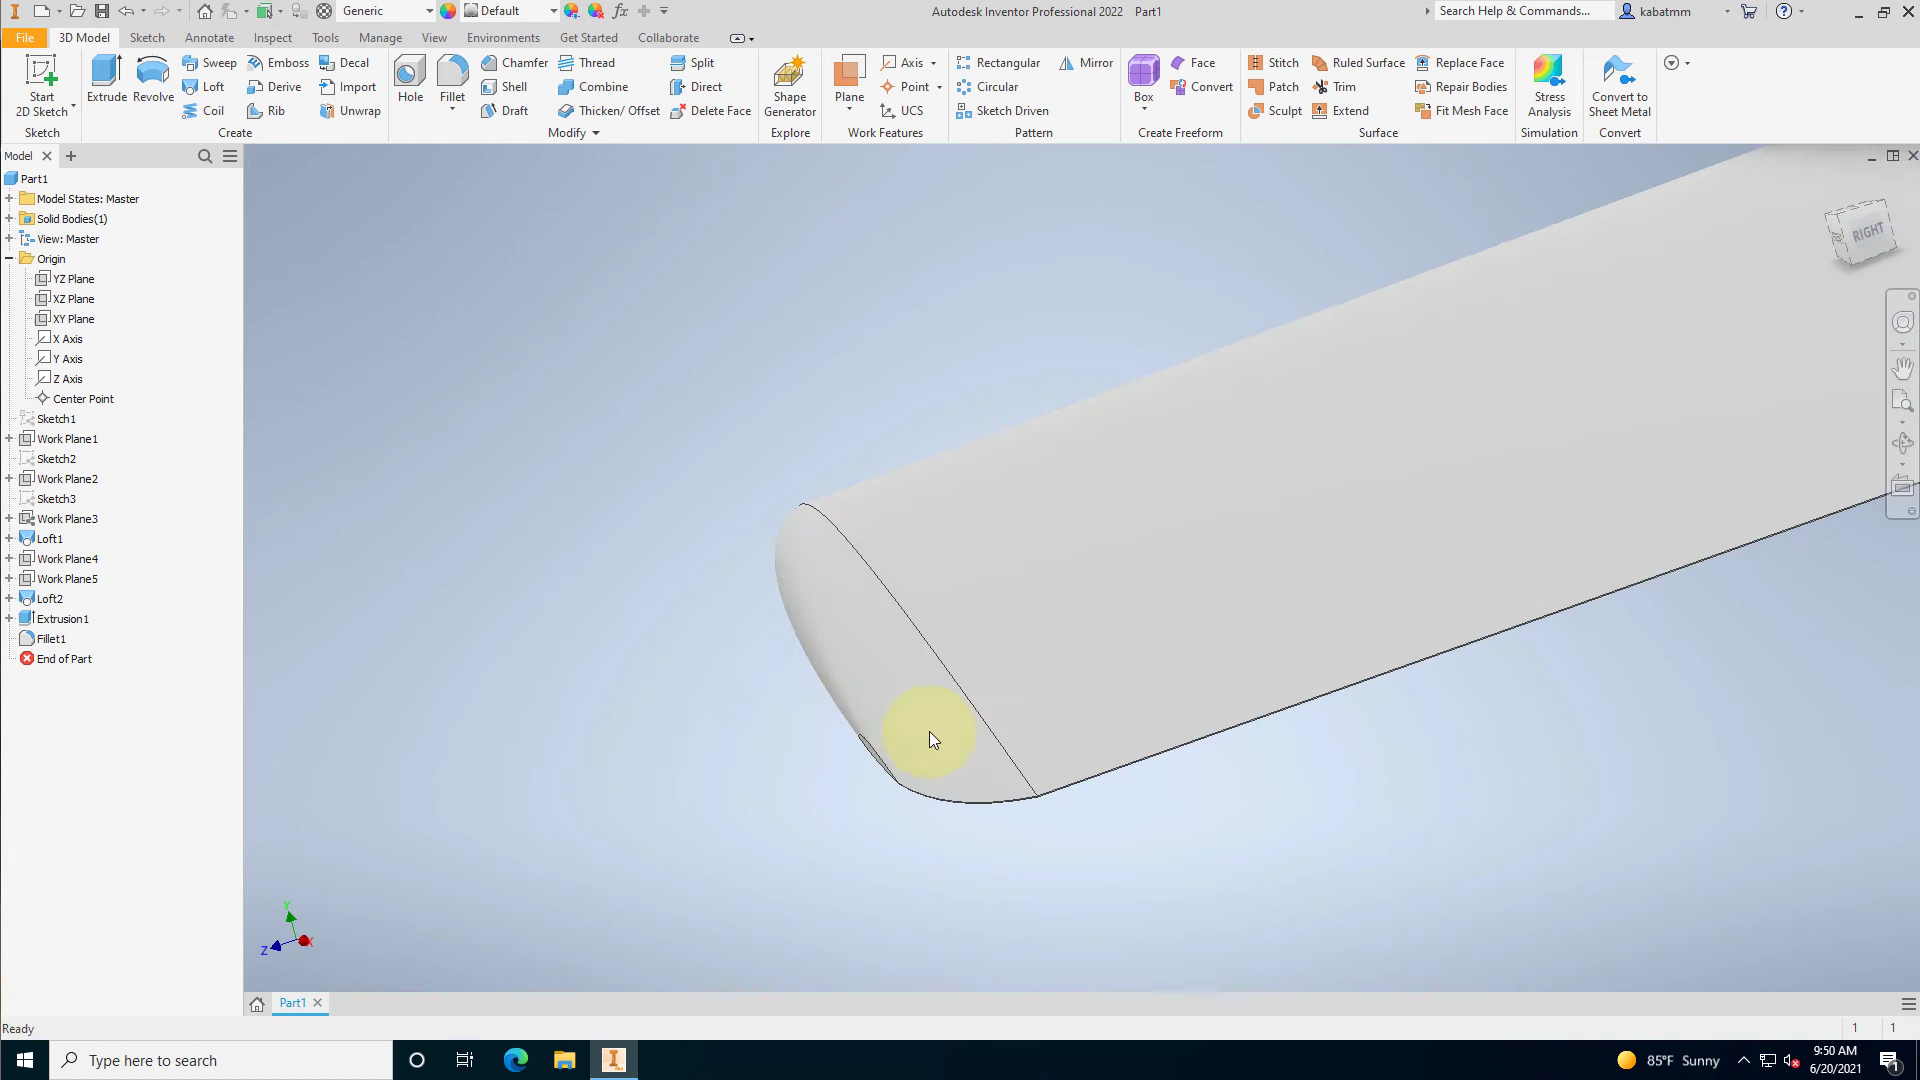 Generic
Default
fx
Autodesk Inventor Professional 2022 Part1
Search Help & Commands...
kabatmm
File
3D Model
Sketch
Annotate
Inspect
Tools
Manage
View
Environments
Get Started
Collaborate
Start
2D Sketch
Extrude
Revolve
Sweep
Loft
Coil
Emboss
Derive
Rib
Decal
Import
Unwrap
Hole
Fillet
Chamfer
Shell
Draft
Thread
Combine
Thicken/ Offset
Split
Direct
Delete Face
Shape
Generator
Plane
Axis
Point
UCS
Rectangular
Circular
Sketch Driven
Mirror
Box
Face
Convert
Stitch
Patch
Sculpt
Ruled Surface
Trim
Extend
Replace Face
Repair Bodies
Fit Mesh Face
Stress
Analysis
Convert to
Sheet Metal
Sketch
Create
Modify
Explore
Work Features
Pattern
Create Freeform
Surface
Simulation
Convert
Model
Part1
Model States: Master
Solid Bodies(1)
View: Master
Origin
YZ Plane
XZ Plane
XY Plane
X Axis
Y Axis
Z Axis
Center Point
Sketch1
Work Plane1
Sketch2
Work Plane2
Sketch3
Work Plane3
Loft1
Work Plane4
Work Plane5
Loft2
Extrusion1
Fillet1
End of Part
RIGHT
Y
Z
X
Part1
Ready
1
1
Type here to search
85°F Sunny
9:50 AM
6/20/2021
1